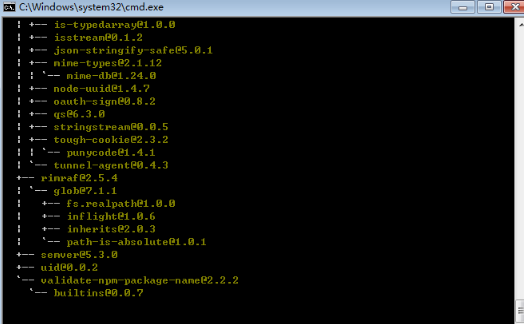 C:\Windows\system32\cmd.exe
| +-- is-typedarray@1.0.0
| +-- isstream@0.1.2
| +-- json-stringify-safe@5.0.1
| +-- mime-types@2.1.12
| | `-- mime-db@1.24.0
| +-- node-uuid@1.4.7
| +-- oauth-sign@0.8.2
| +-- qs@6.3.0
| +-- stringstream@0.0.5
| +-- tough-cookie@2.3.2
| | `-- punycode@1.4.1
| `-- tunnel-agent@0.4.3
+-- rimraf@2.5.4
| `-- glob@7.1.1
|   +-- fs.realpath@1.0.0
|   +-- inflight@1.0.6
|   +-- inherits@2.0.3
|   `-- path-is-absolute@1.0.1
+-- semver@5.3.0
+-- uid@0.0.2
`-- validate-npm-package-name@2.2.2
  `-- builtins@0.0.7